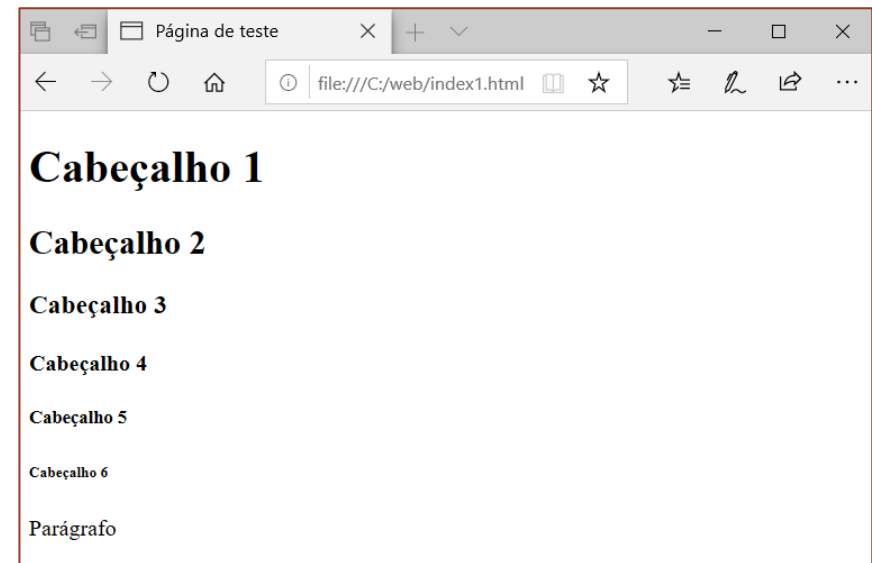 Página de teste
file:///C:/web/index1.html
Cabeçalho 1
Cabeçalho 2
Cabeçalho 3
Cabeçalho 4
Cabeçalho 5
Cabeçalho 6
Parágrafo